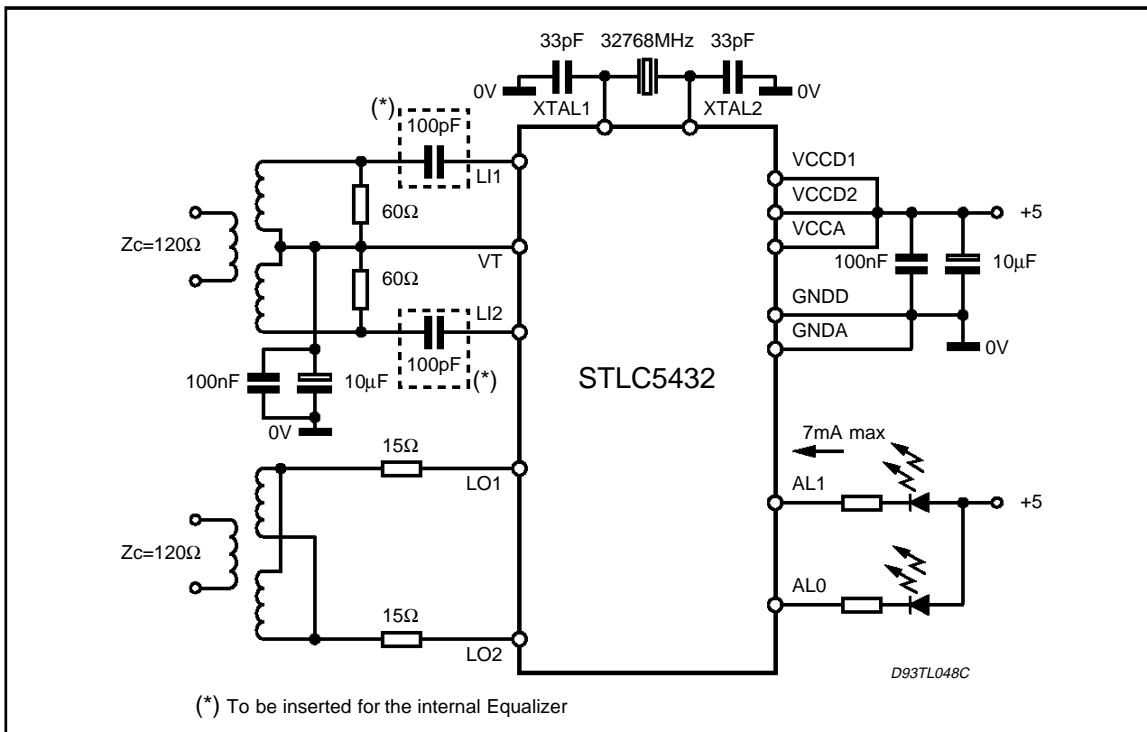 33pF 32768MHz 33pF
0V 0V
XTAL1 XTAL2
(*)
100pF
LI1
60Ω
Zc=120Ω
VT
60Ω
LI2
100pF
(*)
100nF 10µF
0V
15Ω
LO1
Zc=120Ω
15Ω
LO2
STLC5432
VCCD1
VCCD2
+5
VCCA
100nF 10µF
GNDD
GNDA
0V
7mA max
AL1
+5
AL0
D93TL048C
(*) To be inserted for the internal Equalizer